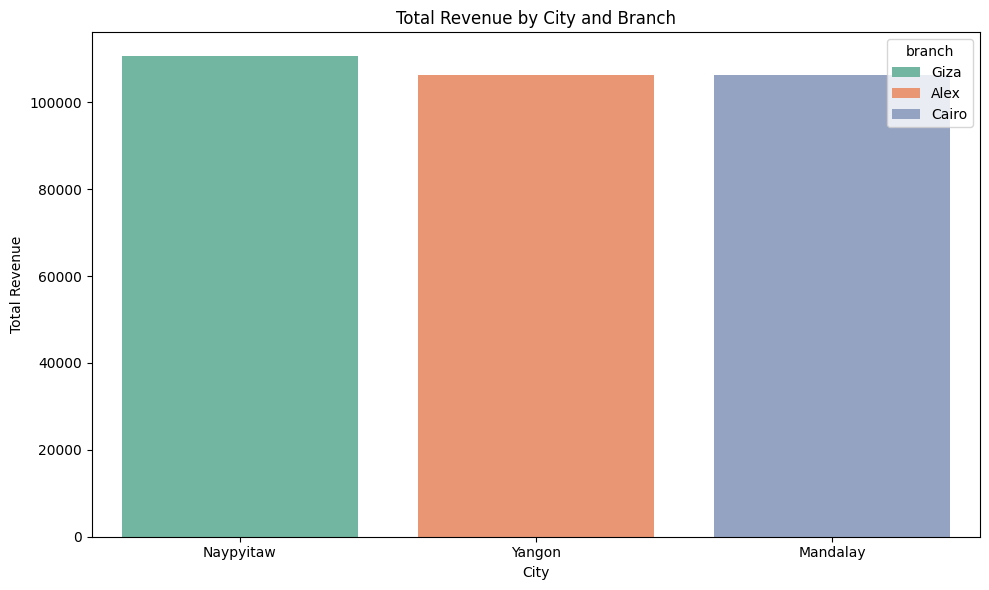 Total Revenue by City and Branch
branch
Giza
Alex
Cairo
100000
80000
60000
40000
20000
0
Total Revenue
Naypyitaw
Yangon
Mandalay
City